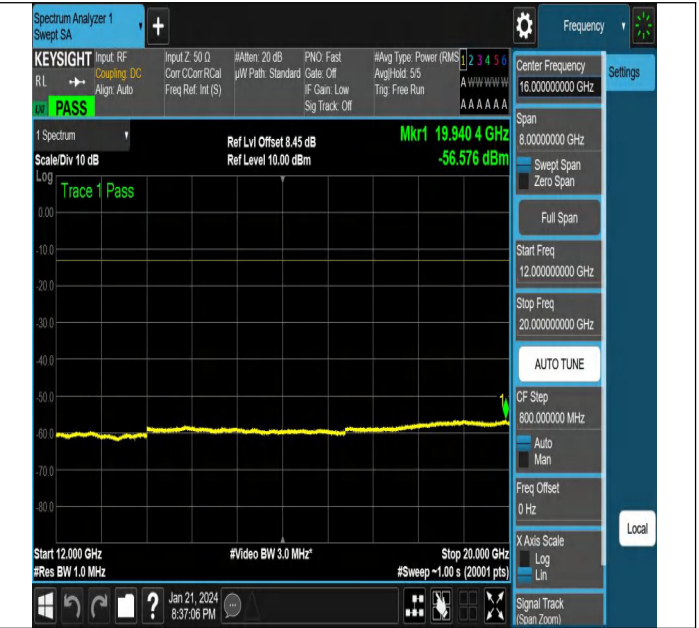 Spectrum Analyzer 1
Swept SA
+
Frequency
KEYSIGHT
Input: RF
Input Z: 50 Ω
#Atten: 20 dB
PNO: Fast
#Avg Type: Power (RMS
1 2 3 4 5 6
RL
Coupling: DC
Corr CCorr RCal
µW Path: Standard
Gate: Off
Avg|Hold: 5/5
A W W W W W
Align: Auto
Freq Ref: Int (S)
IF Gain: Low
Trig: Free Run
Sig Track: Off
A A A A A A
LXI
PASS
1 Spectrum
Ref Lvl Offset 8.45 dB
Mkr1 19.940 4 GHz
Scale/Div 10 dB
Ref Level 10.00 dBm
-56.576 dBm
Log
Trace 1 Pass
0.00
-10.0
-20.0
-30.0
-40.0
-50.0
-60.0
-70.0
-80.0
1
Start 12.000 GHz
#Video BW 3.0 MHz*
Stop 20.000 GHz
#Res BW 1.0 MHz
#Sweep ~1.00 s (20001 pts)
?
Jan 21, 2024
8:37:06 PM
Center Frequency
16.000000000 GHz
Settings
Span
8.00000000 GHz
Swept Span
Zero Span
Full Span
Start Freq
12.000000000 GHz
Stop Freq
20.000000000 GHz
AUTO TUNE
CF Step
800.000000 MHz
Auto
Man
Freq Offset
0 Hz
X Axis Scale
Log
Lin
Local
Signal Track
(Span Zoom)